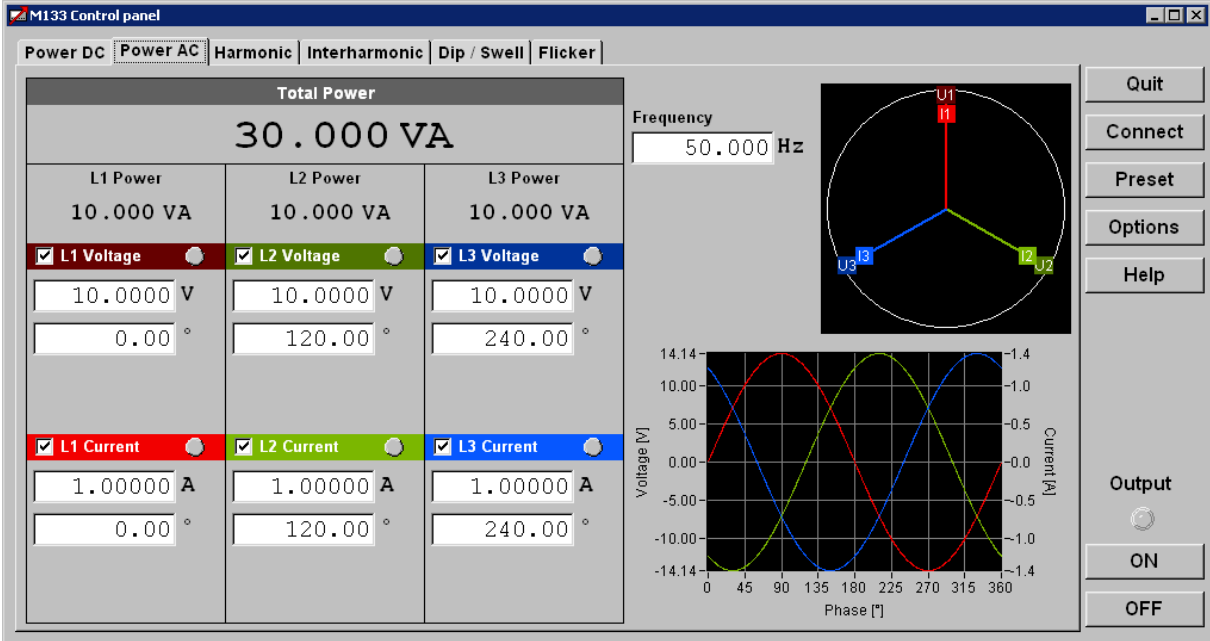 M133 Control panel
Power DC Power AC Harmonic Interharmonic Dip / Swell Flicker
Total Power
30.000 VA
L1 Power L2 Power L3 Power
10.000 VA 10.000 VA 10.000 VA
L1 Voltage L2 Voltage L3 Voltage
10.0000 V 10.0000 V 10.0000 V
0.00 ° 120.00 ° 240.00 °
L1 Current L2 Current L3 Current
1.00000 A 1.00000 A 1.00000 A
0.00 ° 120.00 ° 240.00 °
Frequency
50.000 Hz
U1
I1
U3 I3 I2 U2
14.14 1.4
10.00 1.0
5.00 0.5
0.00 0.0
-5.00 -0.5
-10.00 -1.0
-14.14 -1.4
Voltage [V]
Current [A]
0 45 90 135 180 225 270 315 360
Phase [°]
Quit
Connect
Preset
Options
Help
Output
ON
OFF